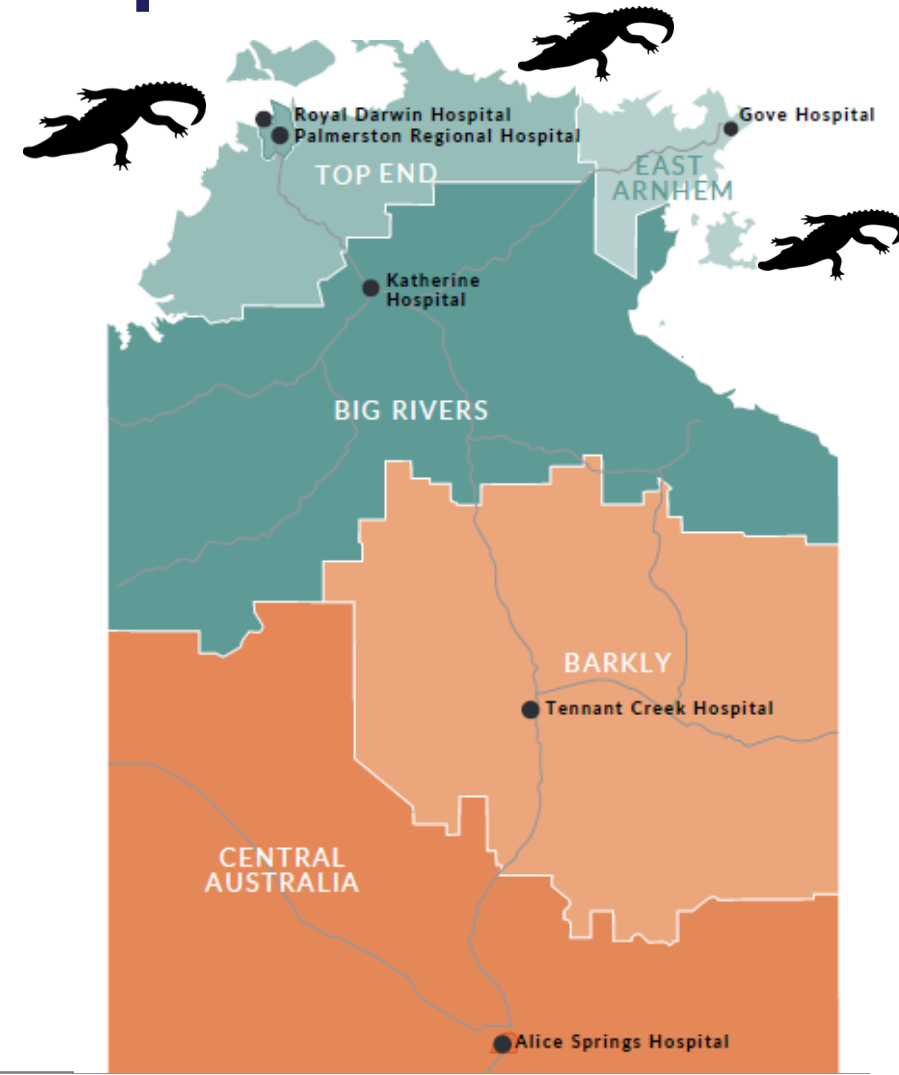 Royal Darwin Hospital
Palmerston Regional Hospital
Gove Hospital
TOP END
EAST
ARNHEM
Katherine
Hospital
BIG RIVERS
BARKLY
Tennant Creek Hospital
CENTRAL
AUSTRALIA
Alice Springs Hospital